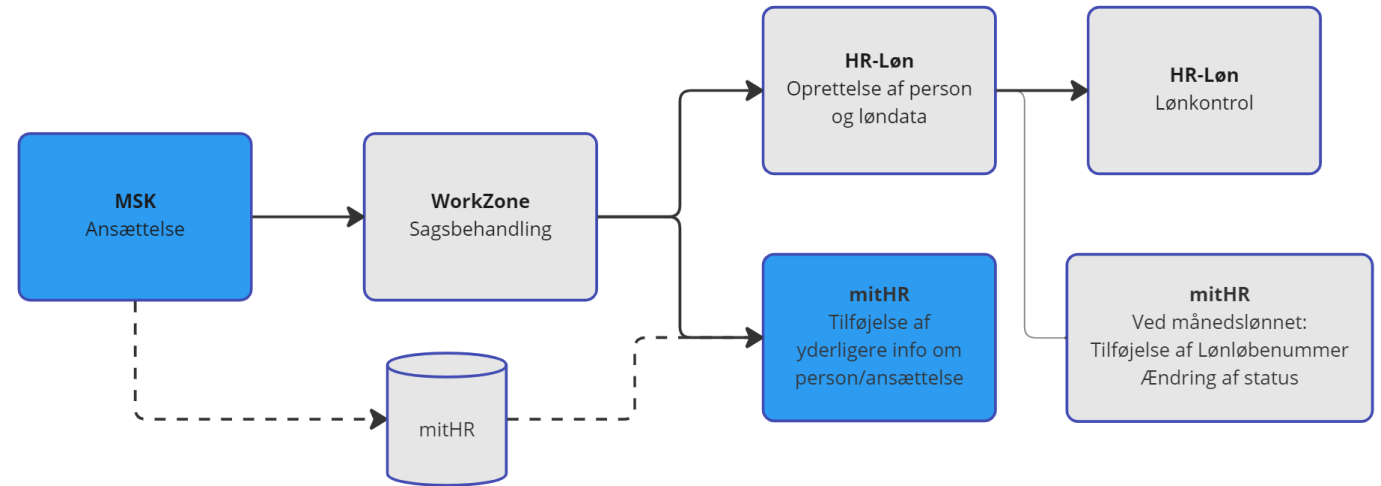 MSK
Ansættelse
WorkZone
Sagsbehandling
HR-Løn
Oprettelse af person
og løndata
HR-Løn
Lønkontrol
mitHR
mitHR
Tilføjelse af
yderligere info om
person/ansættelse
mitHR
Ved månedslønnet:
Tilføjelse af Lønløbenummer
Ændring af status